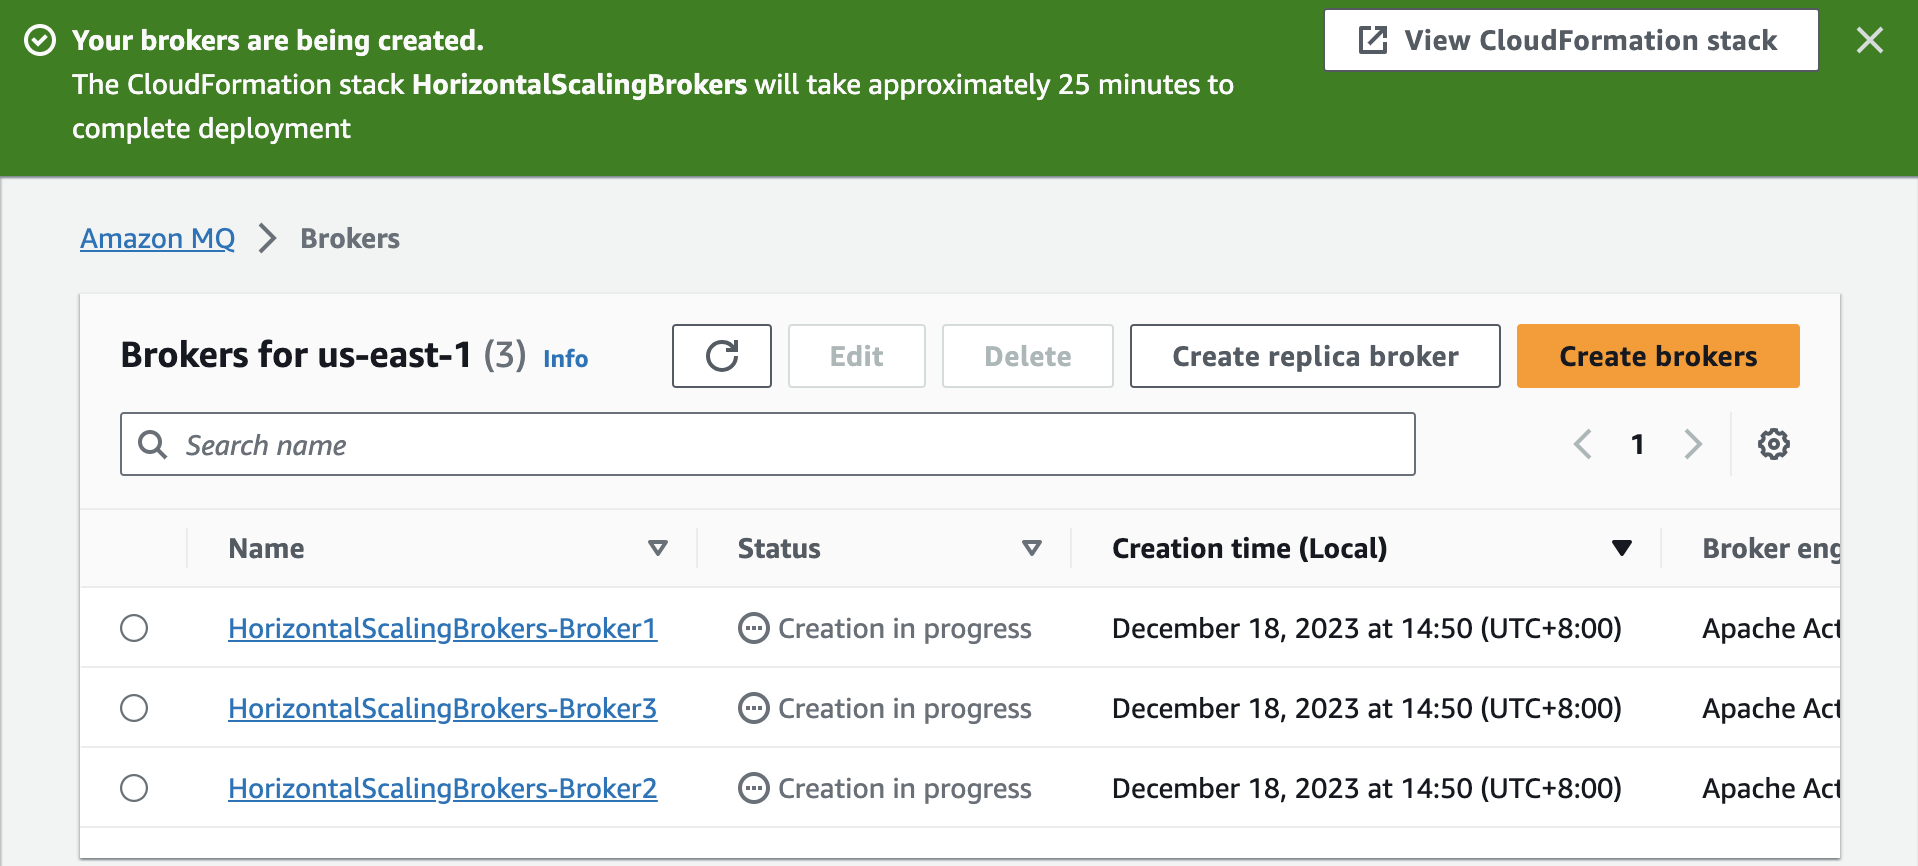 Your brokers are being created.
The CloudFormation stack HorizontalScalingBrokers will take approximately 25 minutes to
complete deployment
View CloudFormation stack
Amazon MQ
Brokers
Brokers for us-east-1 (3) Info
Edit
Delete
Create replica broker
Create brokers
Search name
1
Name
Status
Creation time (Local)
Broker eng
HorizontalScalingBrokers-Broker1
Creation in progress
December 18, 2023 at 14:50 (UTC+8:00)
Apache Act
HorizontalScalingBrokers-Broker3
Creation in progress
December 18, 2023 at 14:50 (UTC+8:00)
Apache Act
HorizontalScalingBrokers-Broker2
Creation in progress
December 18, 2023 at 14:50 (UTC+8:00)
Apache Act